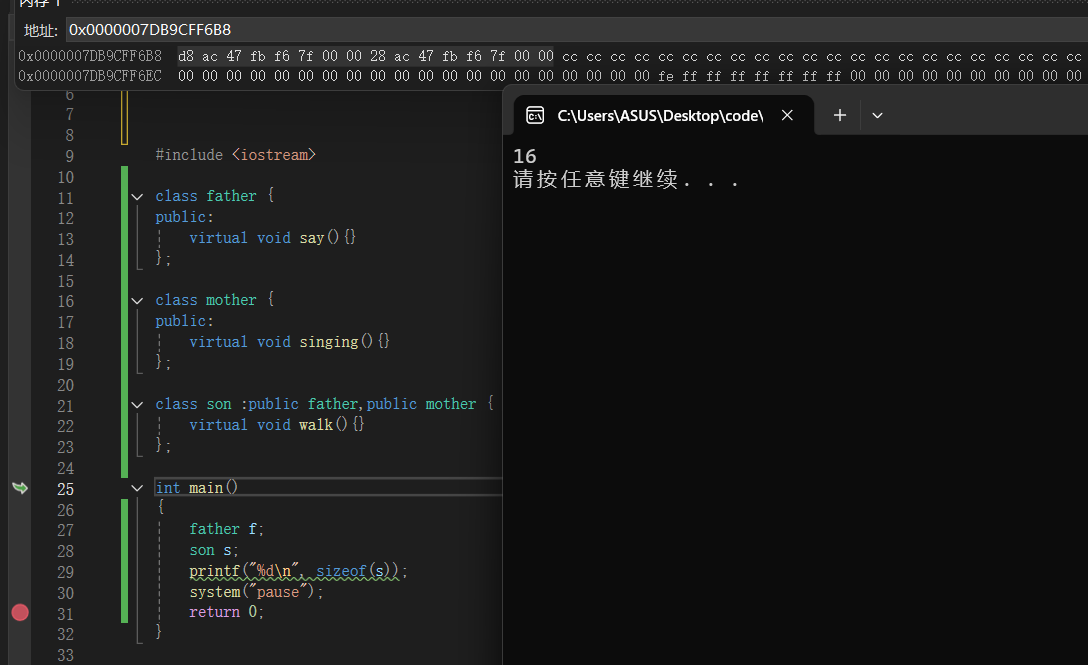 内存 1
地址: 0x0000007DB9CFF6B8
0x0000007DB9CFF6B8 d8 ac 47 fb f6 7f 00 00 28 ac 47 fb f6 7f 00 00 cc cc cc cc cc cc cc cc cc cc cc cc cc cc cc cc cc cc cc cc cc cc
0x0000007DB9CFF6EC 00 00 00 00 00 00 00 00 00 00 00 00 00 00 00 00 00 00 00 00 fe ff ff ff ff ff ff ff 00 00 00 00 00 00 00 00 00 00
C:\Users\ASUS\Desktop\code\
16
请按任意键继续. . .
6
7
8
9 #include <iostream>
10
11 class father {
12 public:
13 virtual void say(){}
14 };
15
16 class mother {
17 public:
18 virtual void singing(){}
19 };
20
21 class son :public father,public mother {
22 virtual void walk(){}
23 };
24
25 int main()
26 {
27 father f;
28 son s;
29 printf("%d\n", sizeof(s));
30 system("pause");
31 return 0;
32 }
33